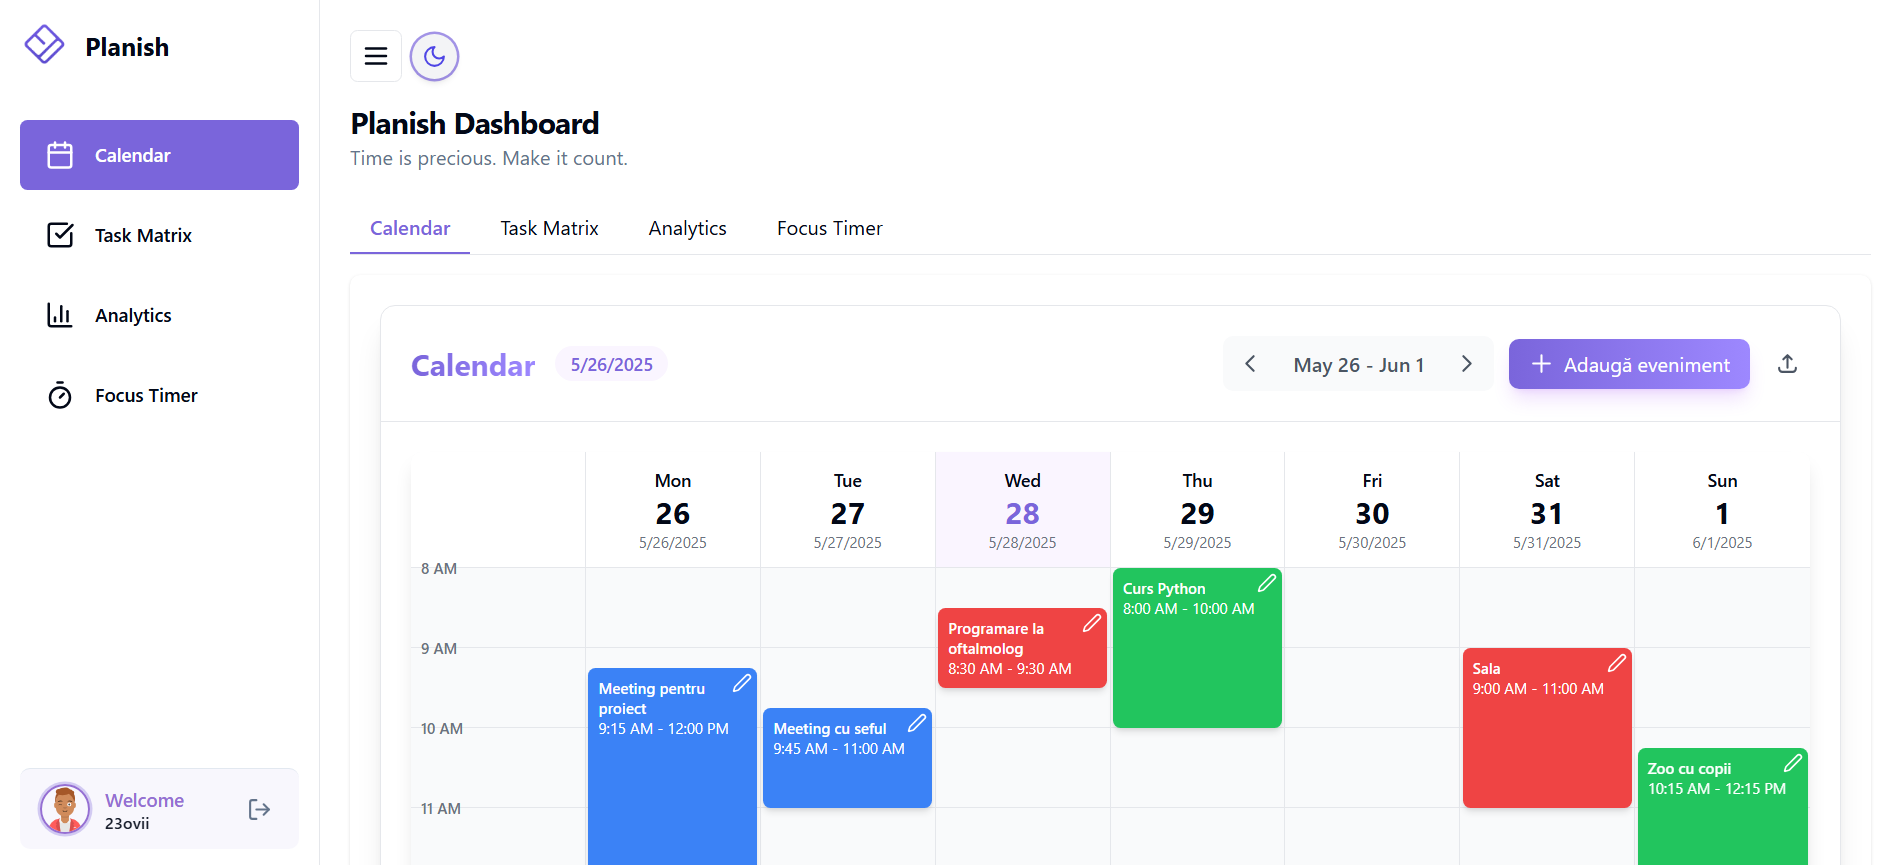 Planish
Calendar
Task Matrix
Analytics
Focus Timer
Welcome
23ovii
Planish Dashboard
Time is precious. Make it count.
Calendar Task Matrix Analytics Focus Timer
Calendar 5/26/2025 May 26 - Jun 1 Adaugă eveniment
Mon Tue Wed Thu Fri Sat Sun
26 27 28 29 30 31 1
5/26/2025 5/27/2025 5/28/2025 5/29/2025 5/30/2025 5/31/2025 6/1/2025
8 AM
9 AM
10 AM
11 AM
Meeting pentru
proiect
9:15 AM - 12:00 PM
Meeting cu seful
9:45 AM - 11:00 AM
Programare la
oftalmolog
8:30 AM - 9:30 AM
Curs Python
8:00 AM - 10:00 AM
Sala
9:00 AM - 11:00 AM
Zoo cu copii
10:15 AM - 12:15 PM